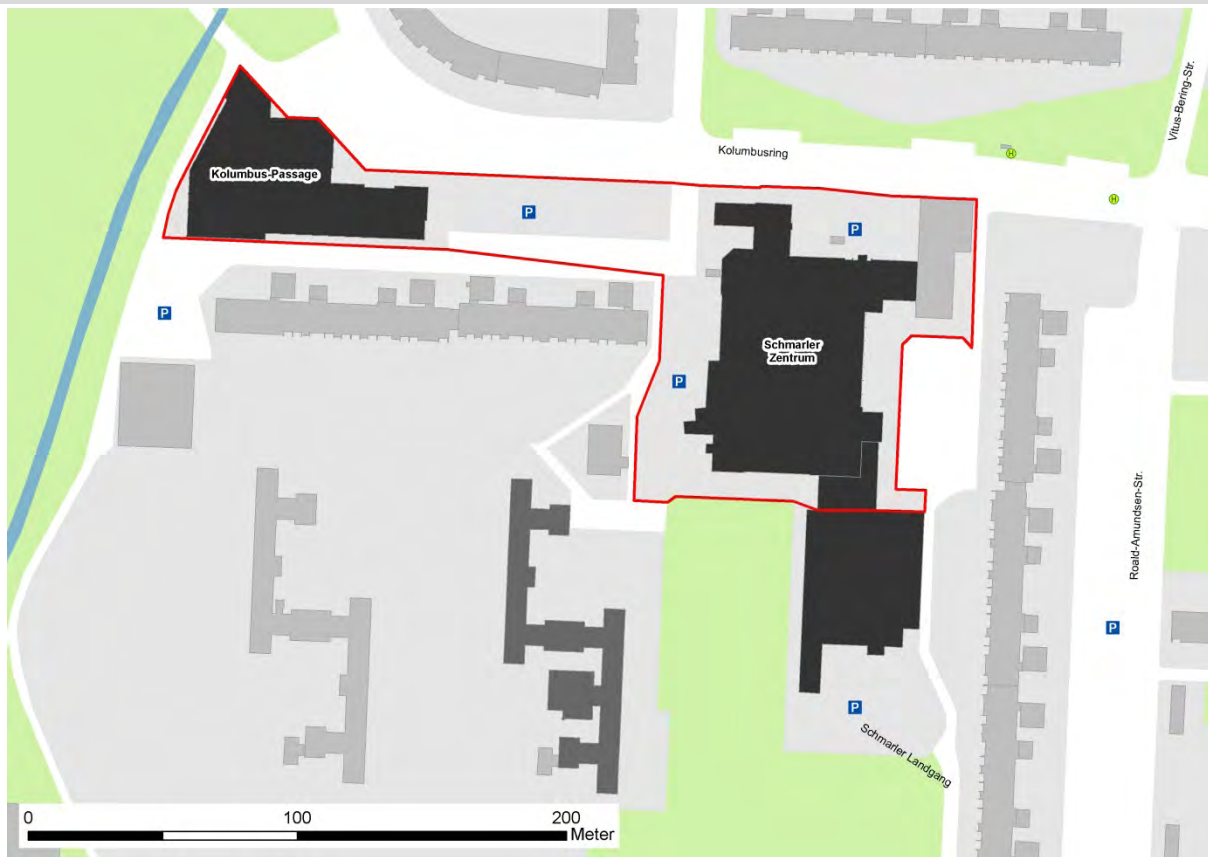 Vitus-Bering-Str.
Kolumbusring
H
H
Kolumbus-Passage
P
P
P
Schmarler
Zentrum
P
Roald-Amundsen-Str.
P
P
Schmarler Landgang
0 100 200
Meter